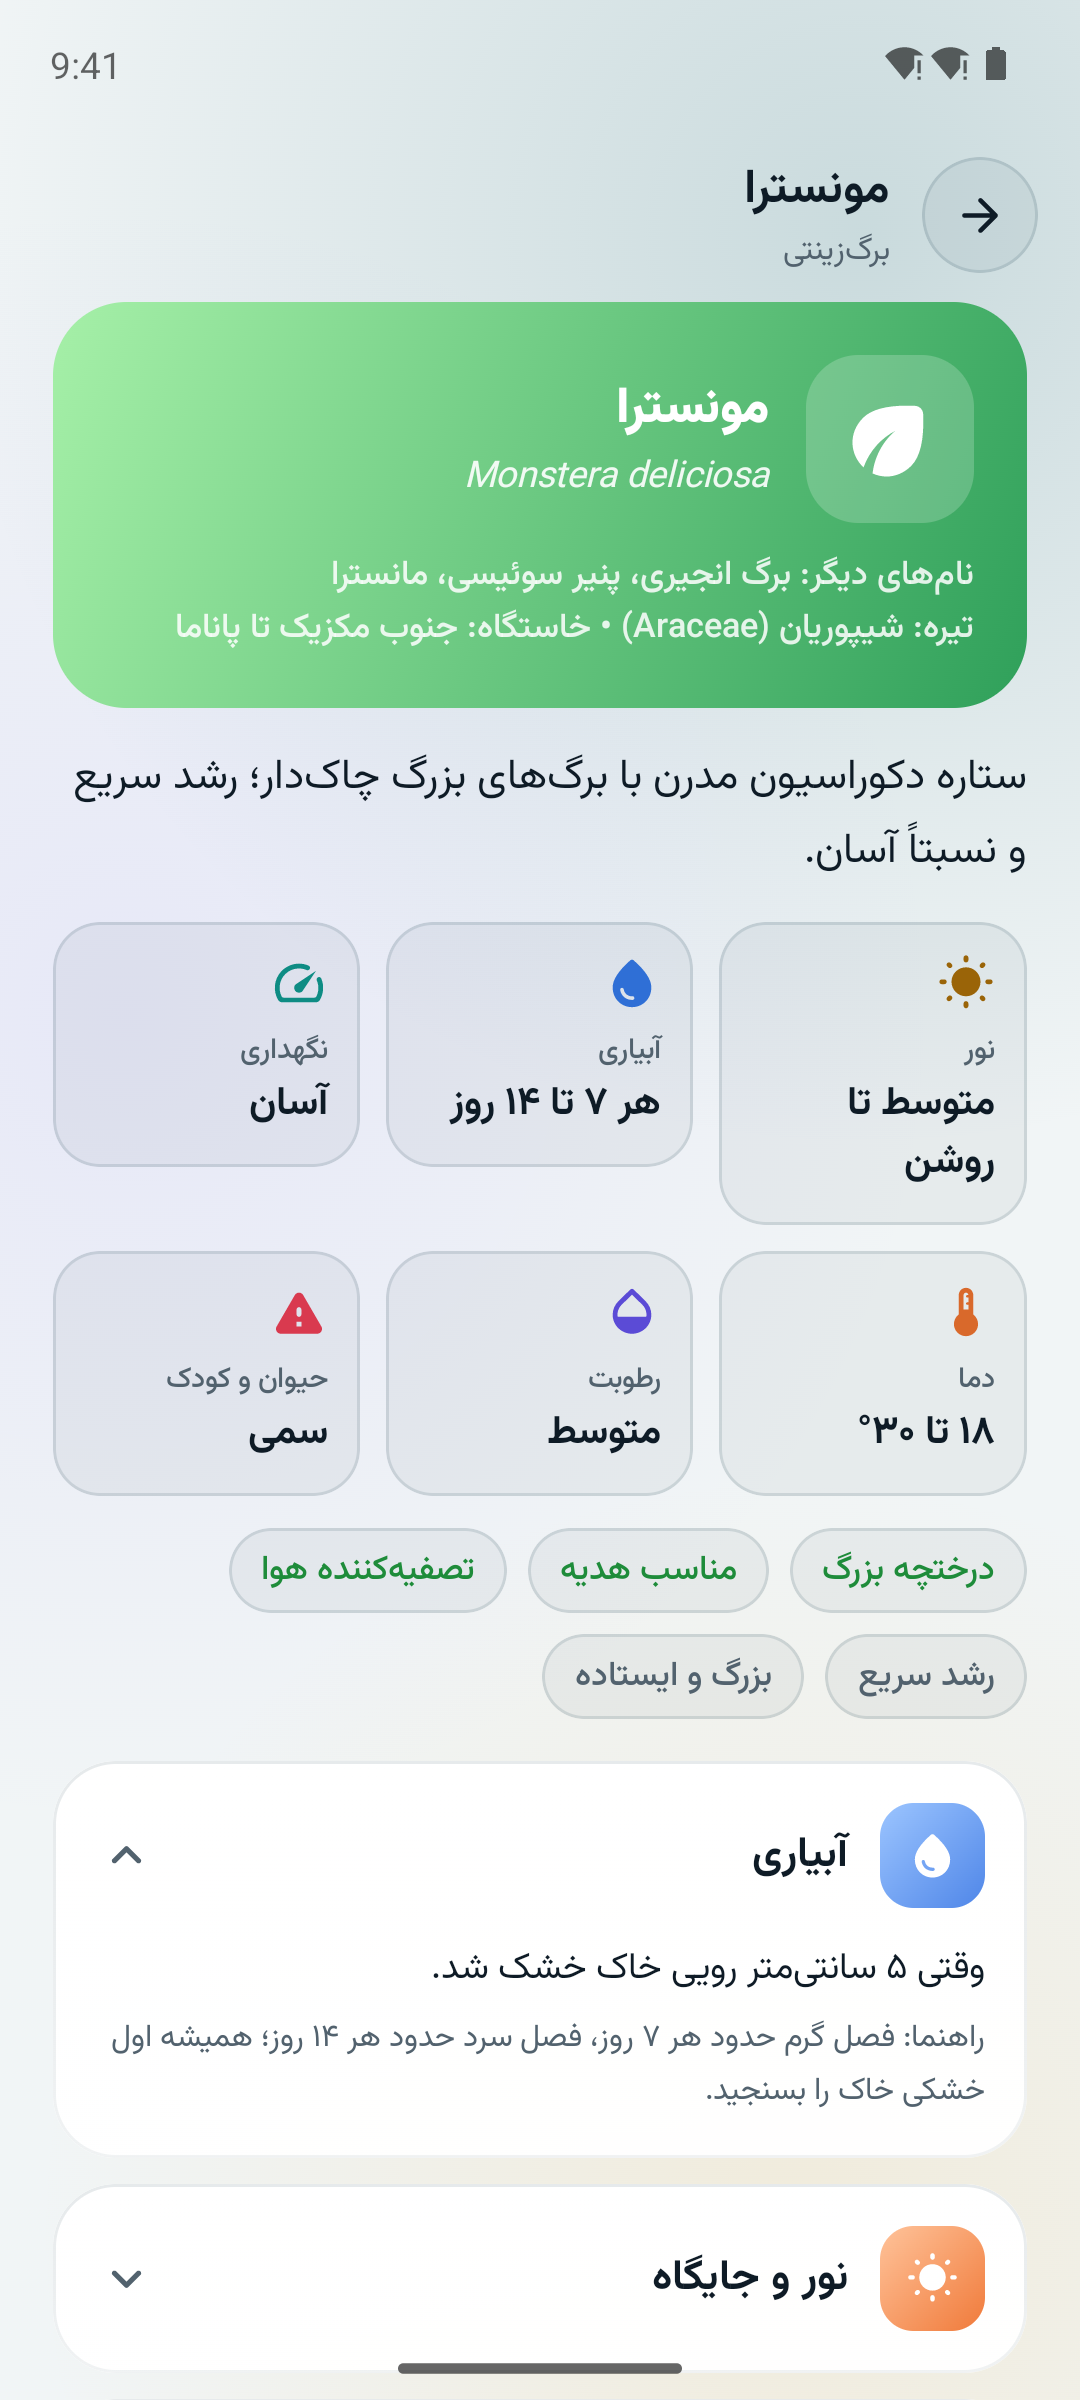 9:41
مونسترا
برگ‌زینتی
مونسترا
Monstera deliciosa
نام‌های دیگر: برگ انجیری، پنیر سوئیسی، مانسترا
تیره: شیپوریان (Araceae) • خاستگاه: جنوب مکزیک تا پاناما
ستاره دکوراسیون مدرن با برگ‌های بزرگ چاک‌دار؛ رشد سریع
و نسبتاً آسان.
نور
متوسط تا
روشن
آبیاری
هر ۷ تا ۱۴ روز
نگهداری
آسان
دما
۱۸ تا ۳۰°
رطوبت
متوسط
حیوان و کودک
سمی
درختچه بزرگ
مناسب هدیه
تصفیه‌کننده هوا
رشد سریع
بزرگ و ایستاده
آبیاری
وقتی ۵ سانتی‌متر رویی خاک خشک شد.
راهنما: فصل گرم حدود هر ۷ روز، فصل سرد حدود هر ۱۴ روز؛ همیشه اول
خشکی خاک را بسنجید.
نور و جایگاه